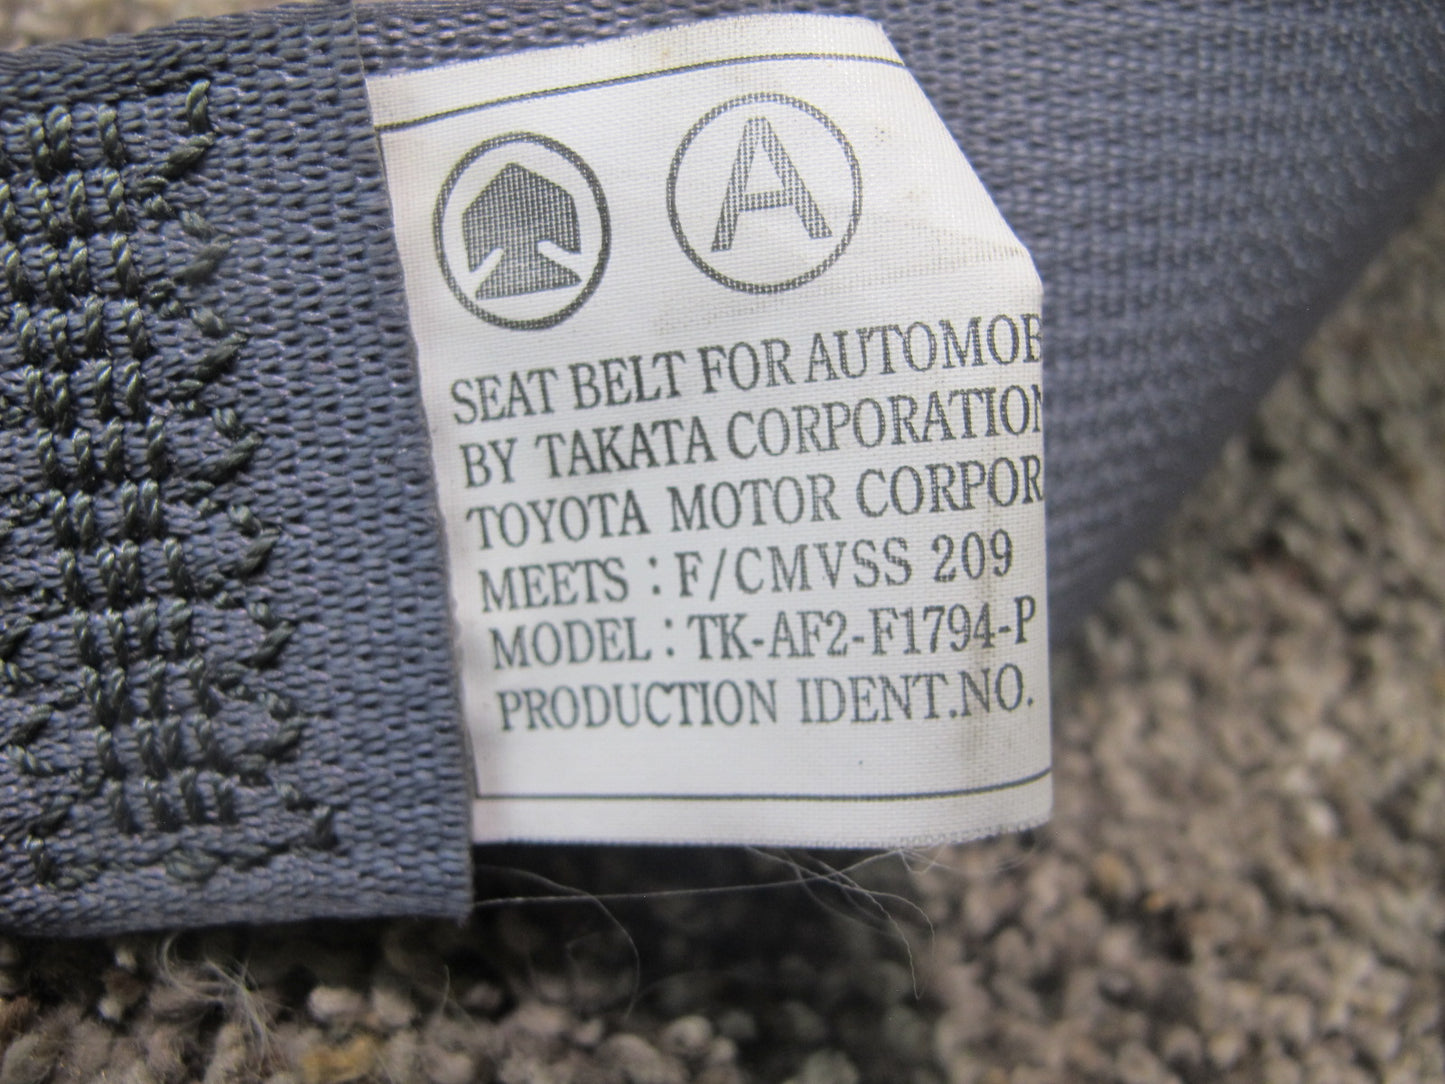 A
SEAT BELT FOR AUTOMOB
BY TAKATA CORPORATION
TOYOTA MOTOR CORPOR
MEETS : F/CMVSS 209
MODEL : TK-AF2-F1794-P
PRODUCTION IDENT.NO.